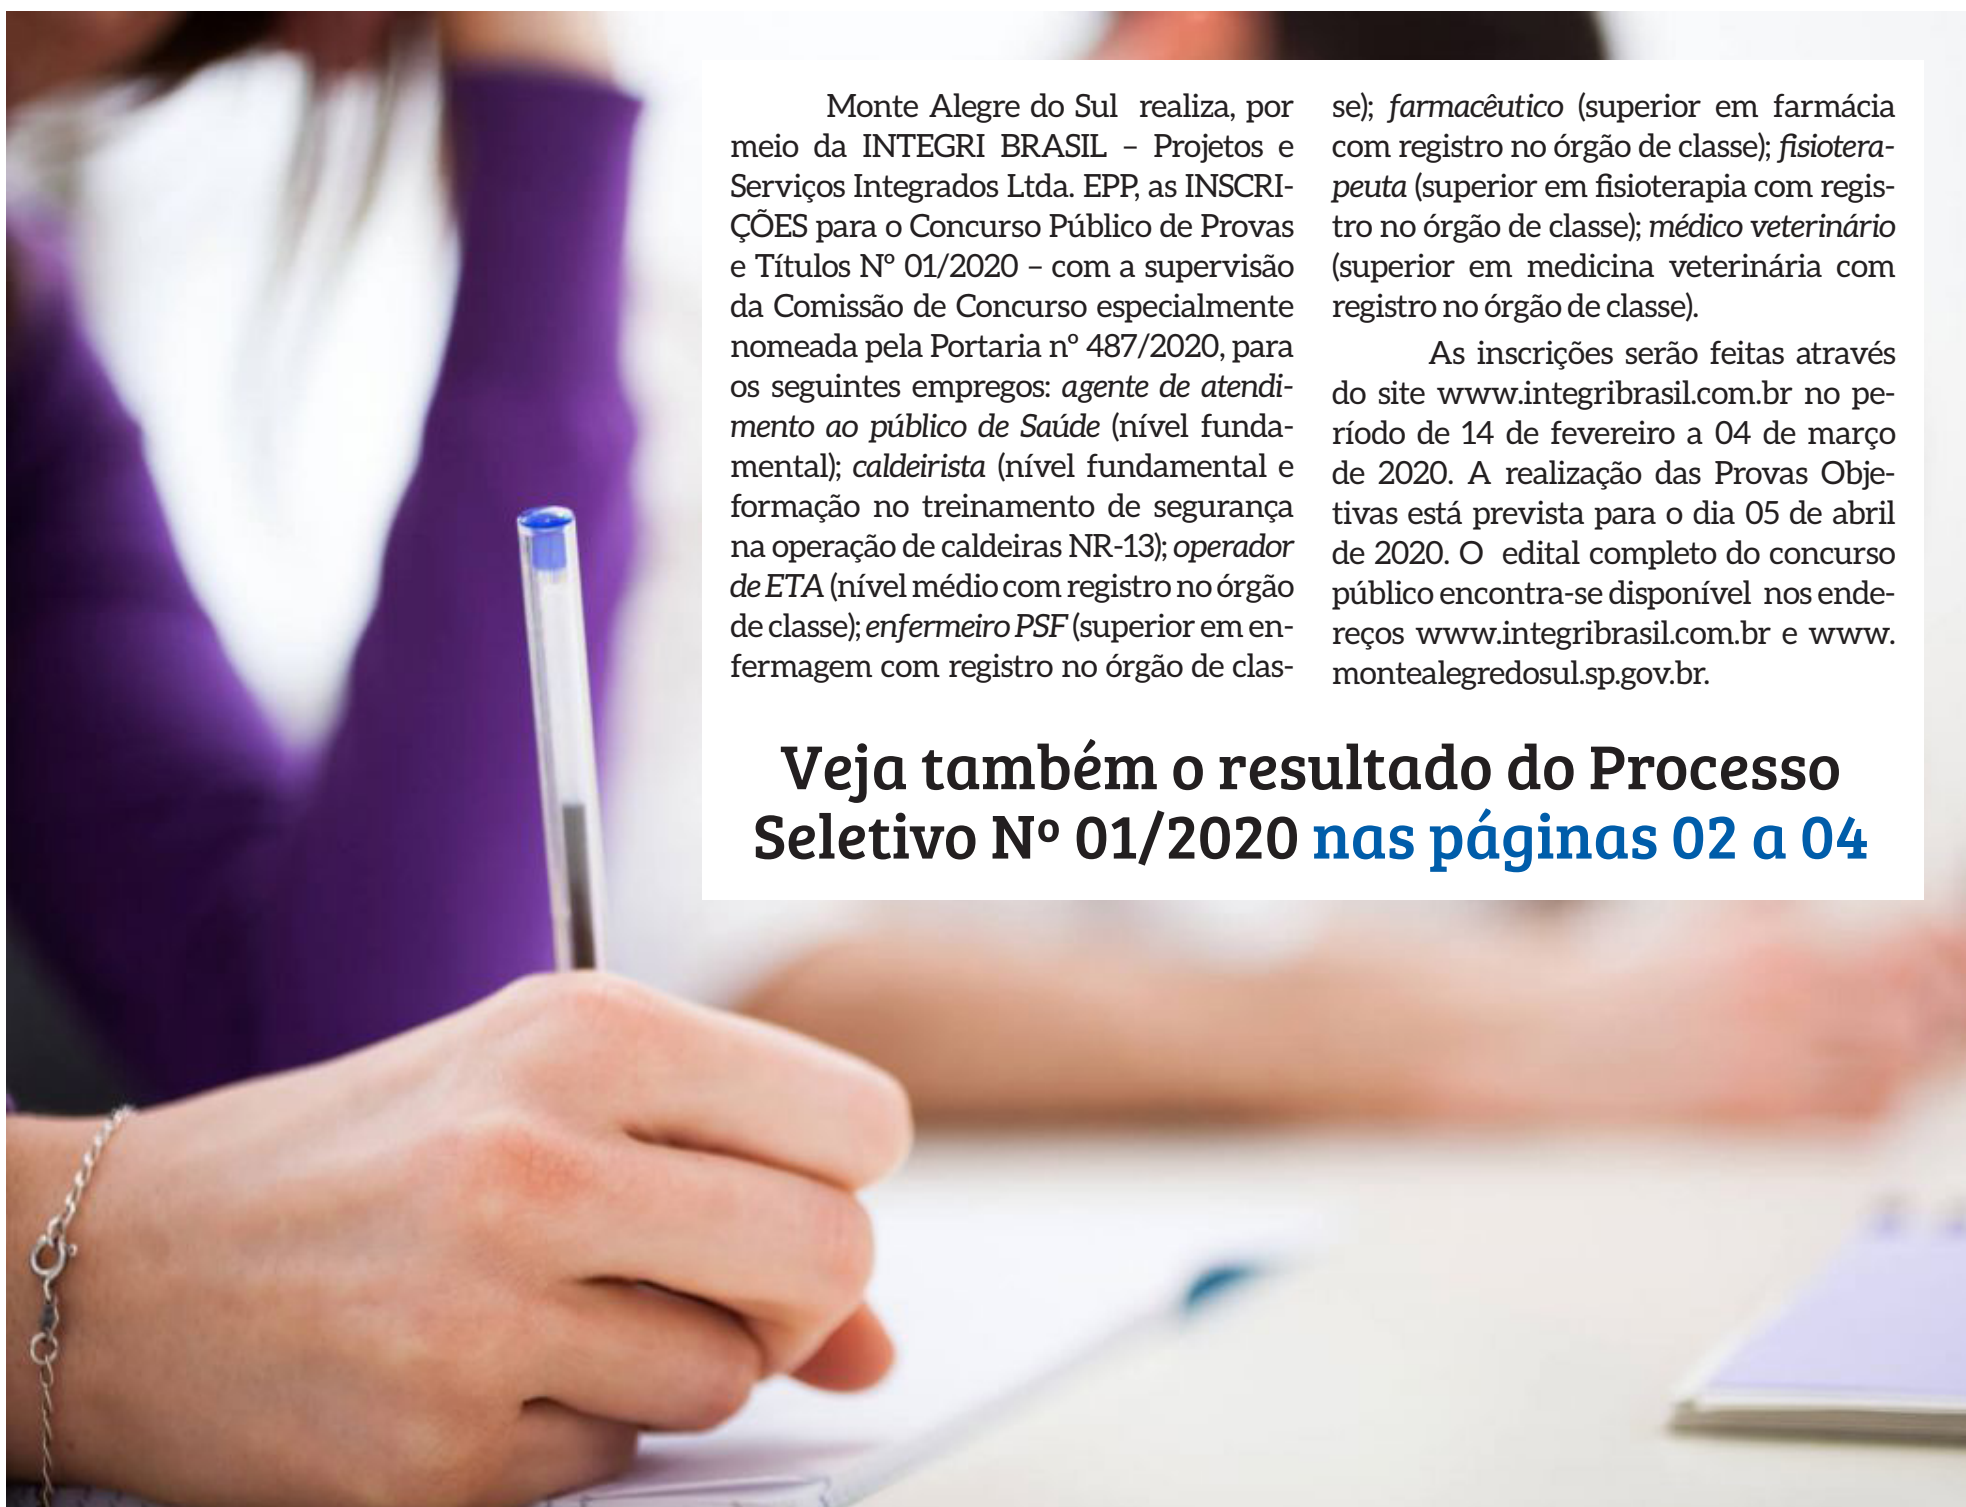 Monte Alegre do Sul realiza, por
meio da INTEGRI BRASIL – Projetos e
Serviços Integrados Ltda. EPP, as INSCRI-
ÇÕES para o Concurso Público de Provas
e Títulos Nº 01/2020 – com a supervisão
da Comissão de Concurso especialmente
nomeada pela Portaria nº 487/2020, para
os seguintes empregos: agente de atendi-
mento ao público de Saúde (nível funda-
mental); caldeirista (nível fundamental e
formação no treinamento de segurança
na operação de caldeiras NR-13); operador
de ETA (nível médio com registro no órgão
de classe); enfermeiro PSF (superior em en-
fermagem com registro no órgão de clas-
se); farmacêutico (superior em farmácia
com registro no órgão de classe); fisiotera-
peuta (superior em fisioterapia com regis-
tro no órgão de classe); médico veterinário
(superior em medicina veterinária com
registro no órgão de classe).
As inscrições serão feitas através
do site www.integribrasil.com.br no pe-
ríodo de 14 de fevereiro a 04 de março
de 2020. A realização das Provas Obje-
tivas está prevista para o dia 05 de abril
de 2020. O edital completo do concurso
público encontra-se disponível nos ende-
reços www.integribrasil.com.br e www.
montealegredosul.sp.gov.br.
Veja também o resultado do Processo
Seletivo Nº 01/2020 nas páginas 02 a 04